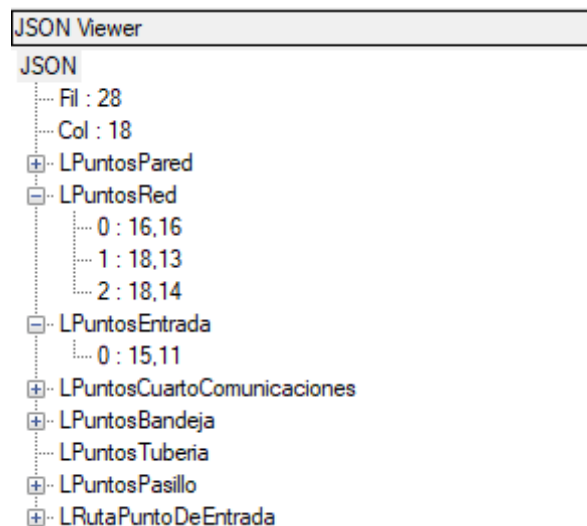 JSON Viewer
JSON
Fil : 28
Col : 18
LPuntosPared
LPuntosRed
0 : 16,16
1 : 18,13
2 : 18,14
LPuntosEntrada
0 : 15,11
LPuntosCuartoComunicaciones
LPuntosBandeja
LPuntosTuberia
LPuntosPasillo
LRutaPuntoDeEntrada